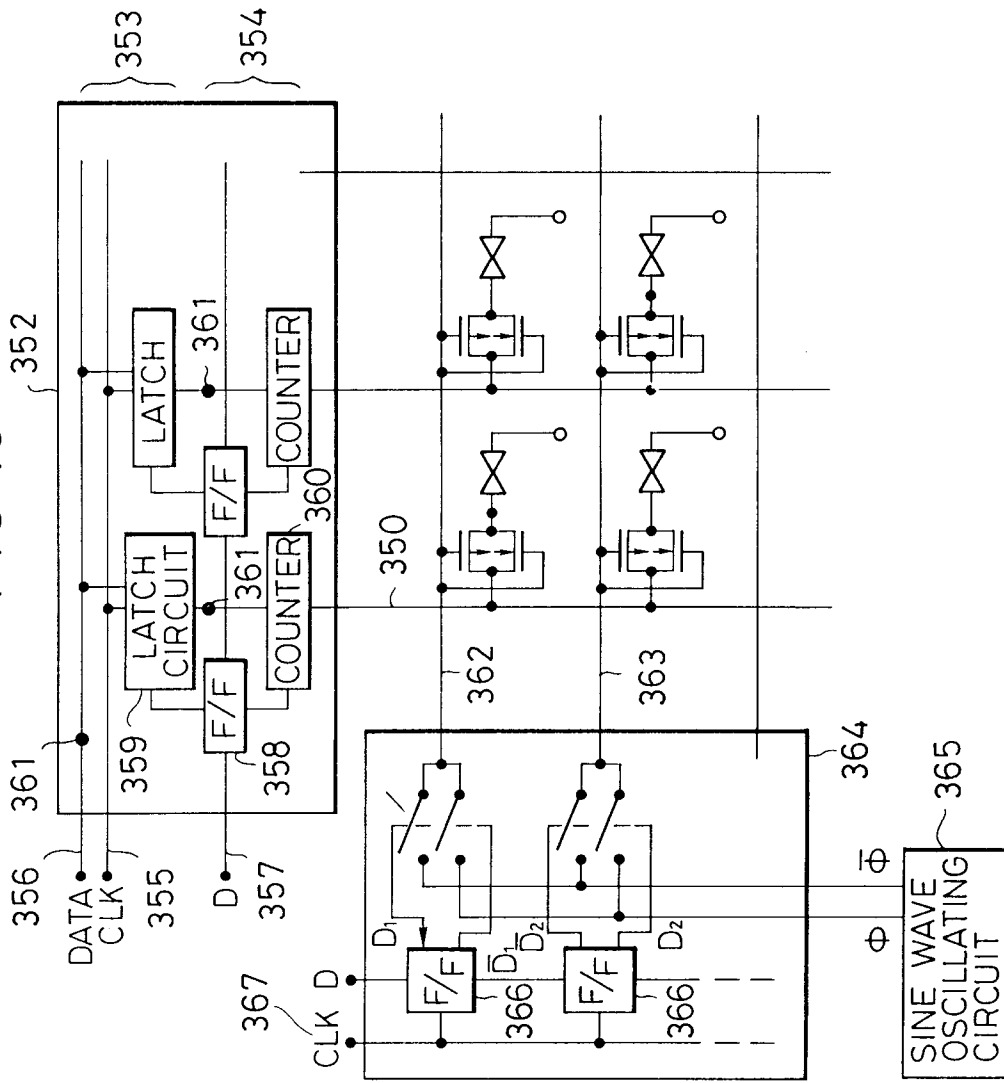 352
353
354
361
356
DATA
CLK
355
D
357
LATCH
CIRCUIT
359
F/F
358
361
COUNTER
360
LATCH
F/F
361
COUNTER
350
362
363
364
367
CLK
D
D₁
D̅₁
F/F
366
D̅₂
D₂
F/F
366
Φ
Φ̅
365
SINE WAVE
OSCILLATING
CIRCUIT